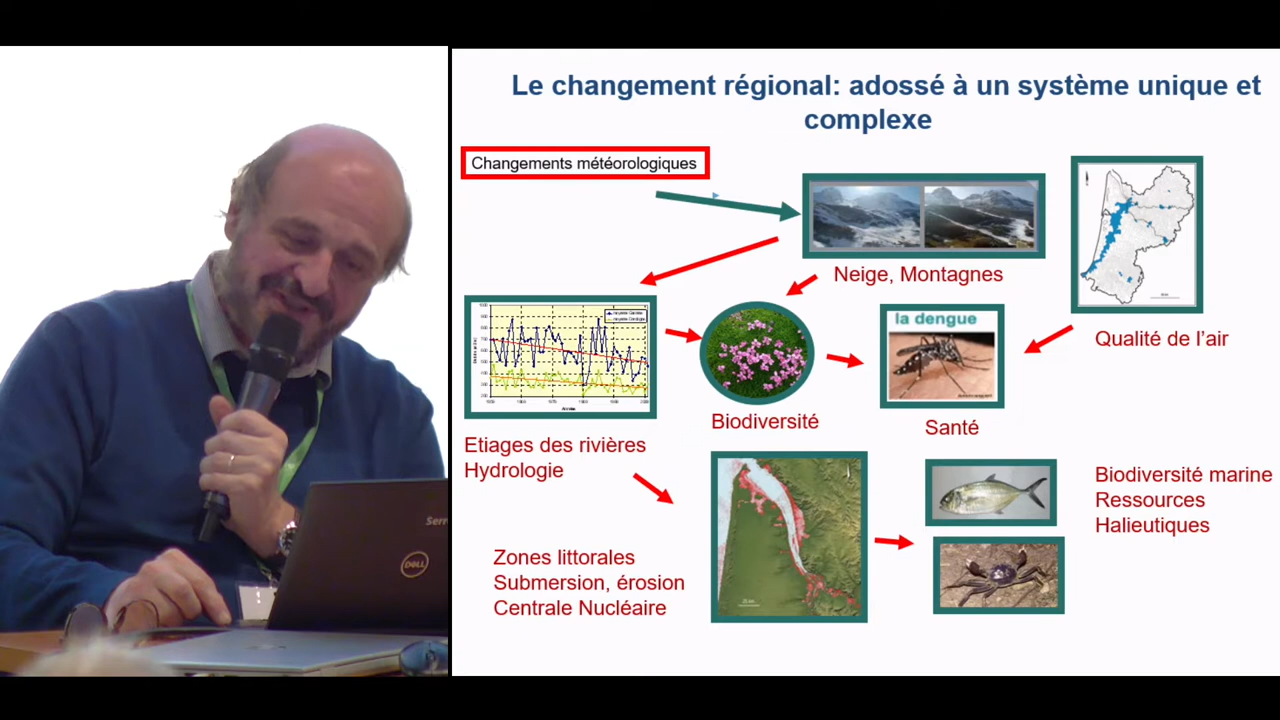 Le changement régional: adossé à un système unique et
complexe
Changements météorologiques
Neige, Montagnes
la dengue
Qualité de l'air
Etiages des rivières
Hydrologie
Biodiversité
Santé
Biodiversité marine
Ressources
Halieutiques
Zones littorales
Submersion, érosion
Centrale Nucléaire
DELL